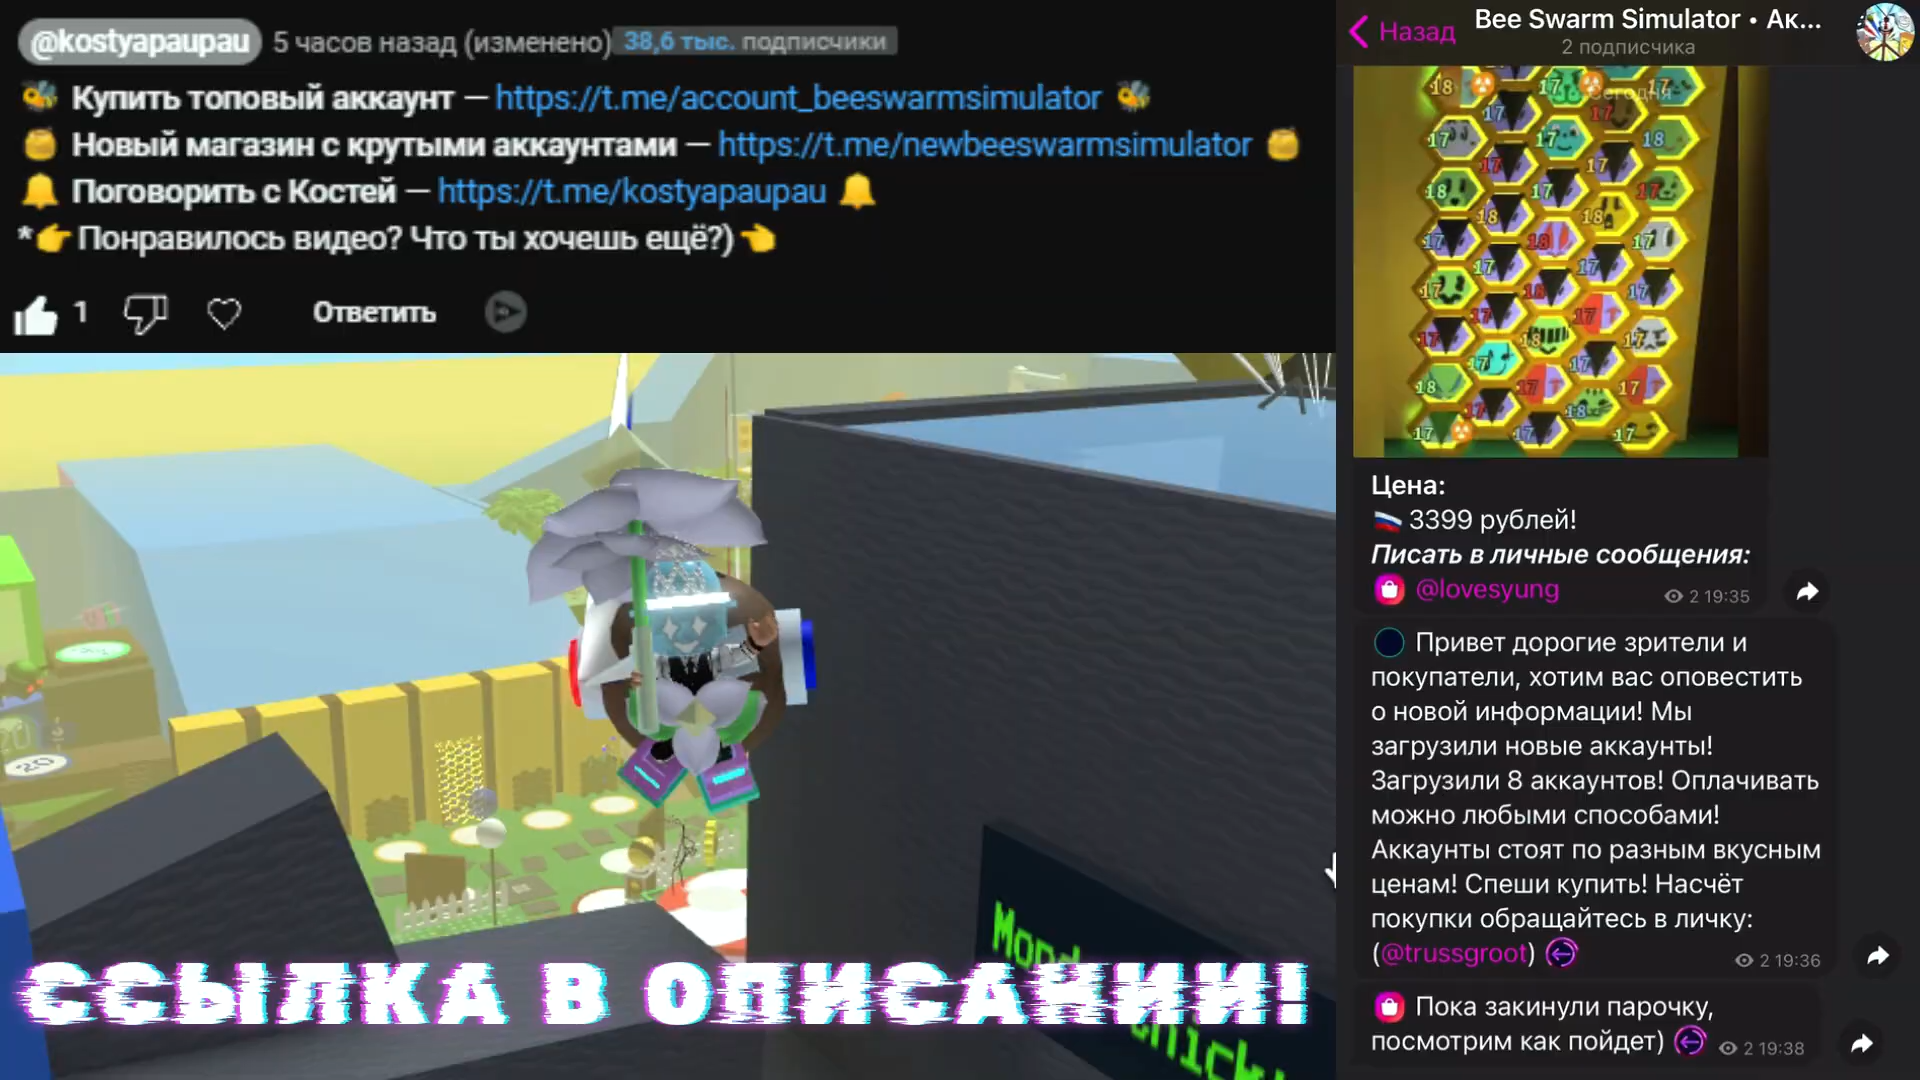 @kostyapaupau 5 часов назад (изменено) 38,6 тыс. подписчики
Купить топовый аккаунт — https://t.me/account_beeswarmsimulator
Новый магазин с крутыми аккаунтами — https://t.me/newbeeswarmsimulator
Поговорить с Костей — https://t.me/kostyapaupau
*👉 Понравилось видео? Что ты хочешь ещё?) 👈
1 Ответить
ССЫЛКА В ОПИСАНИИ!
Назад
Bee Swarm Simulator • Ак...
2 подписчика
Сегодня
Цена:
🇷🇺 3399 рублей!
Писать в личные сообщения:
@lovesyung
2 19:35
Привет дорогие зрители и
покупатели, хотим вас оповестить
о новой информации! Мы
загрузили новые аккаунты!
Загрузили 8 аккаунтов! Оплачивать
можно любыми способами!
Аккаунты стоят по разным вкусным
ценам! Спеши купить! Насчёт
покупки обращайтесь в личку:
(@trussgroot)
2 19:36
Пока закинули парочку,
посмотрим как пойдет)
2 19:38